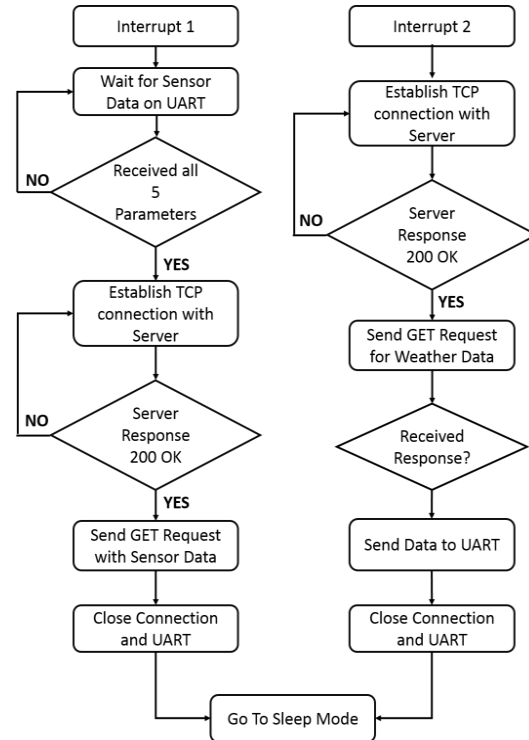 Interrupt 1
Wait for Sensor
Data on UART
NO
Received all
5
Parameters
YES
Establish TCP
connection with
Server
NO
Server
Response
200 OK
YES
Send GET Request
with Sensor Data
Close Connection
and UART
Interrupt 2
Establish TCP
connection with
Server
NO
Server
Response
200 OK
YES
Send GET Request
for Weather Data
Received
Response?
Send Data to UART
Close Connection
and UART
Go To Sleep Mode